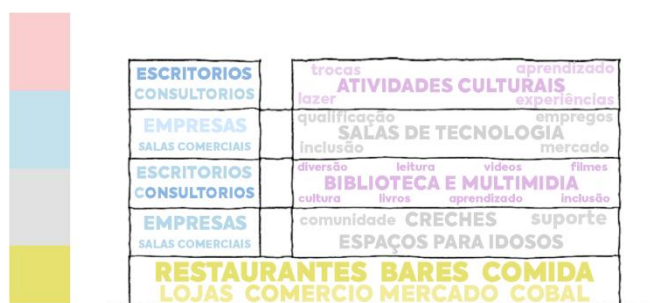 ESCRITORIOS
CONSULTORIOS
trocas aprendizado
ATIVIDADES CULTURAIS
lazer experiências
EMPRESAS
SALAS COMERCIAIS
qualificação empregos
SALAS DE TECNOLOGIA
inclusão mercado
ESCRITORIOS
CONSULTORIOS
diversão leitura videos filmes
BIBLIOTECA E MULTIMIDIA
cultura livros aprendizado inclusão
EMPRESAS
SALAS COMERCIAIS
comunidade CRECHES suporte
ESPAÇOS PARA IDOSOS
RESTAURANTES BARES COMIDA
LOJAS COMERCIO MERCADO COBAL